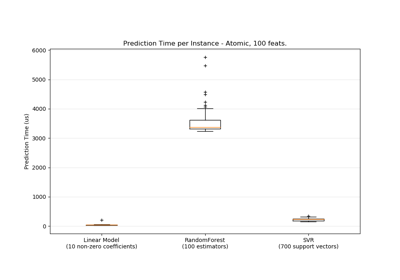 Prediction Time per Instance - Atomic, 100 feats.
6000
5000
4000
3000
2000
1000
0
Prediction Time (us)
Linear Model
(10 non-zero coefficients)
RandomForest
(100 estimators)
SVR
(700 support vectors)